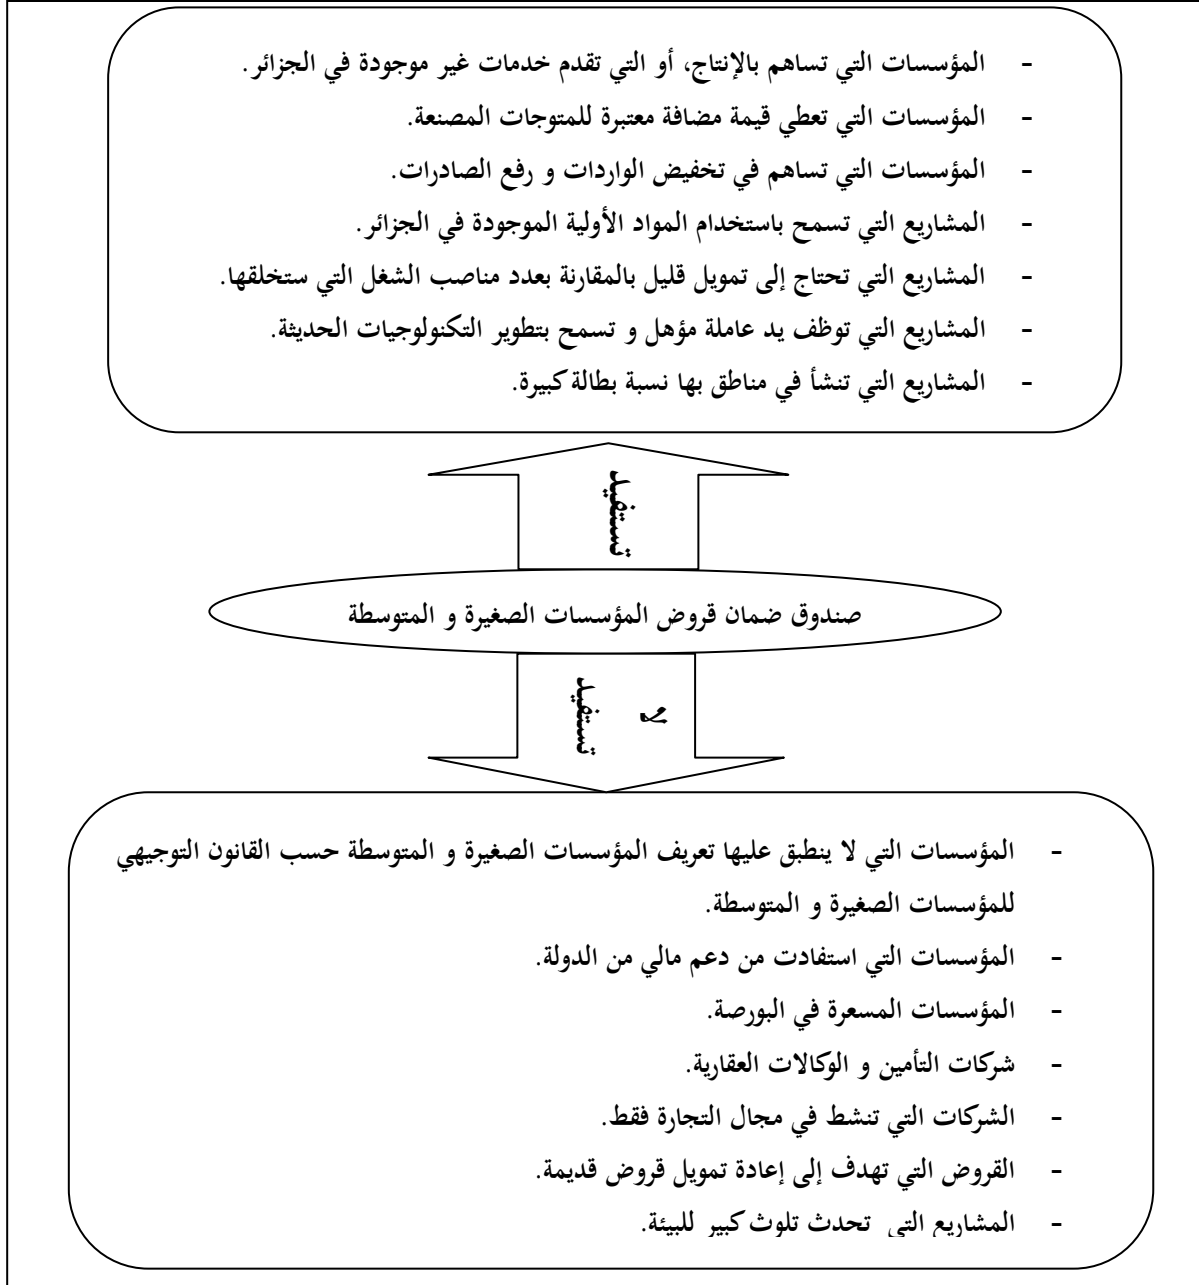 - المؤسسات التي تساهم بالإنتاج، أو التي تقدم خدمات غير موجودة في الجزائر.
- المؤسسات التي تعطي قيمة مضافة معتبرة للمتوجات المصنعة.
- المؤسسات التي تساهم في تخفيض الواردات و رفع الصادرات.
- المشاريع التي تسمح باستخدام المواد الأولية الموجودة في الجزائر.
- المشاريع التي تحتاج إلى تمويل قليل بالمقارنة بعدد مناصب الشغل التي ستخلقها.
- المشاريع التي توظف يد عاملة مؤهل و تسمح بتطوير التكنولوجيات الحديثة.
- المشاريع التي تنشأ في مناطق بها نسبة بطالة كبيرة.
تستفيد
صندوق ضمان قروض المؤسسات الصغيرة و المتوسطة
لا
تستفيد
- المؤسسات التي لا ينطبق عليها تعريف المؤسسات الصغيرة و المتوسطة حسب القانون التوجيهي
للمؤسسات الصغيرة و المتوسطة.
- المؤسسات التي استفادت من دعم مالي من الدولة.
- المؤسسات المسعرة في البورصة.
- شركات التأمين و الوكالات العقارية.
- الشركات التي تنشط في مجال التجارة فقط.
- القروض التي تهدف إلى إعادة تمويل قروض قديمة.
- المشاريع التي تحدث تلوث كبير للبيئة.